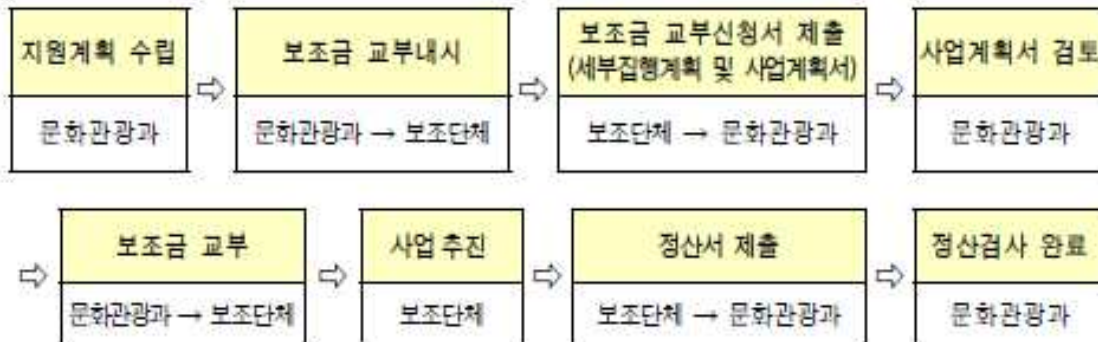 지원계획 수립
보조금 교부내시
보조금 교부신청서 제출
(세부집행계획 및 사업계획서)
사업계획서 검토
⇨
⇨
⇨
문화관광과
문화관광과 → 보조단체
보조단체 → 문화관광과
문화관광과
⇨
보조금 교부
⇨
사업 추진
⇨
정산서 제출
⇨
정산검사 완료
문화관광과 → 보조단체
보조단체
보조단체 → 문화관광과
문화관광과